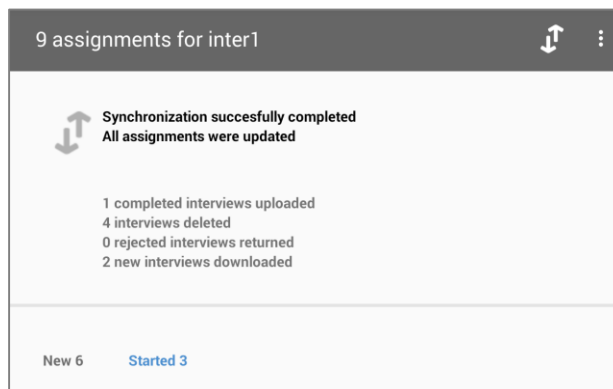 9 assignments for inter1
Synchronization succesfully completed
All assignments were updated
1 completed interviews uploaded
4 interviews deleted
0 rejected interviews returned
2 new interviews downloaded
New 6 Started 3